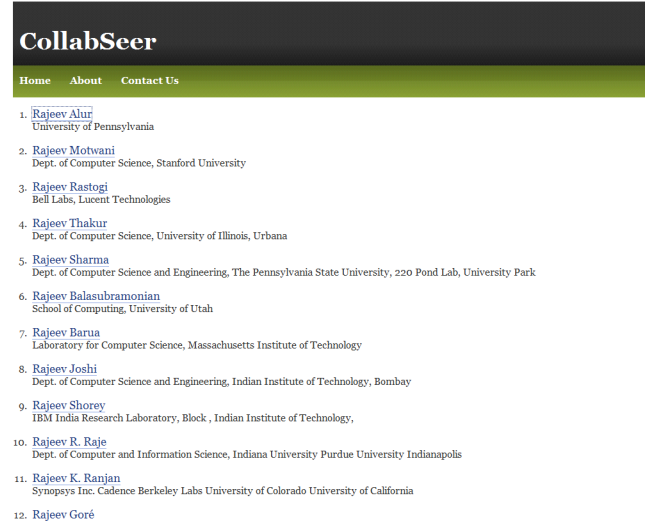 CollabSeer
Home About Contact Us
1. Rajeev Alur
University of Pennsylvania
2. Rajeev Motwani
Dept. of Computer Science, Stanford University
3. Rajeev Rastogi
Bell Labs, Lucent Technologies
4. Rajeev Thakur
Dept. of Computer Science, University of Illinois, Urbana
5. Rajeev Sharma
Dept. of Computer Science and Engineering, The Pennsylvania State University, 220 Pond Lab, University Park
6. Rajeev Balasubramonian
School of Computing, University of Utah
7. Rajeev Barua
Laboratory for Computer Science, Massachusetts Institute of Technology
8. Rajeev Joshi
Dept. of Computer Science and Engineering, Indian Institute of Technology, Bombay
9. Rajeev Shorey
IBM India Research Laboratory, Block , Indian Institute of Technology,
10. Rajeev R. Raje
Dept. of Computer and Information Science, Indiana University Purdue University Indianapolis
11. Rajeev K. Ranjan
Synopsys Inc. Cadence Berkeley Labs University of Colorado University of California
12. Rajeev Goré